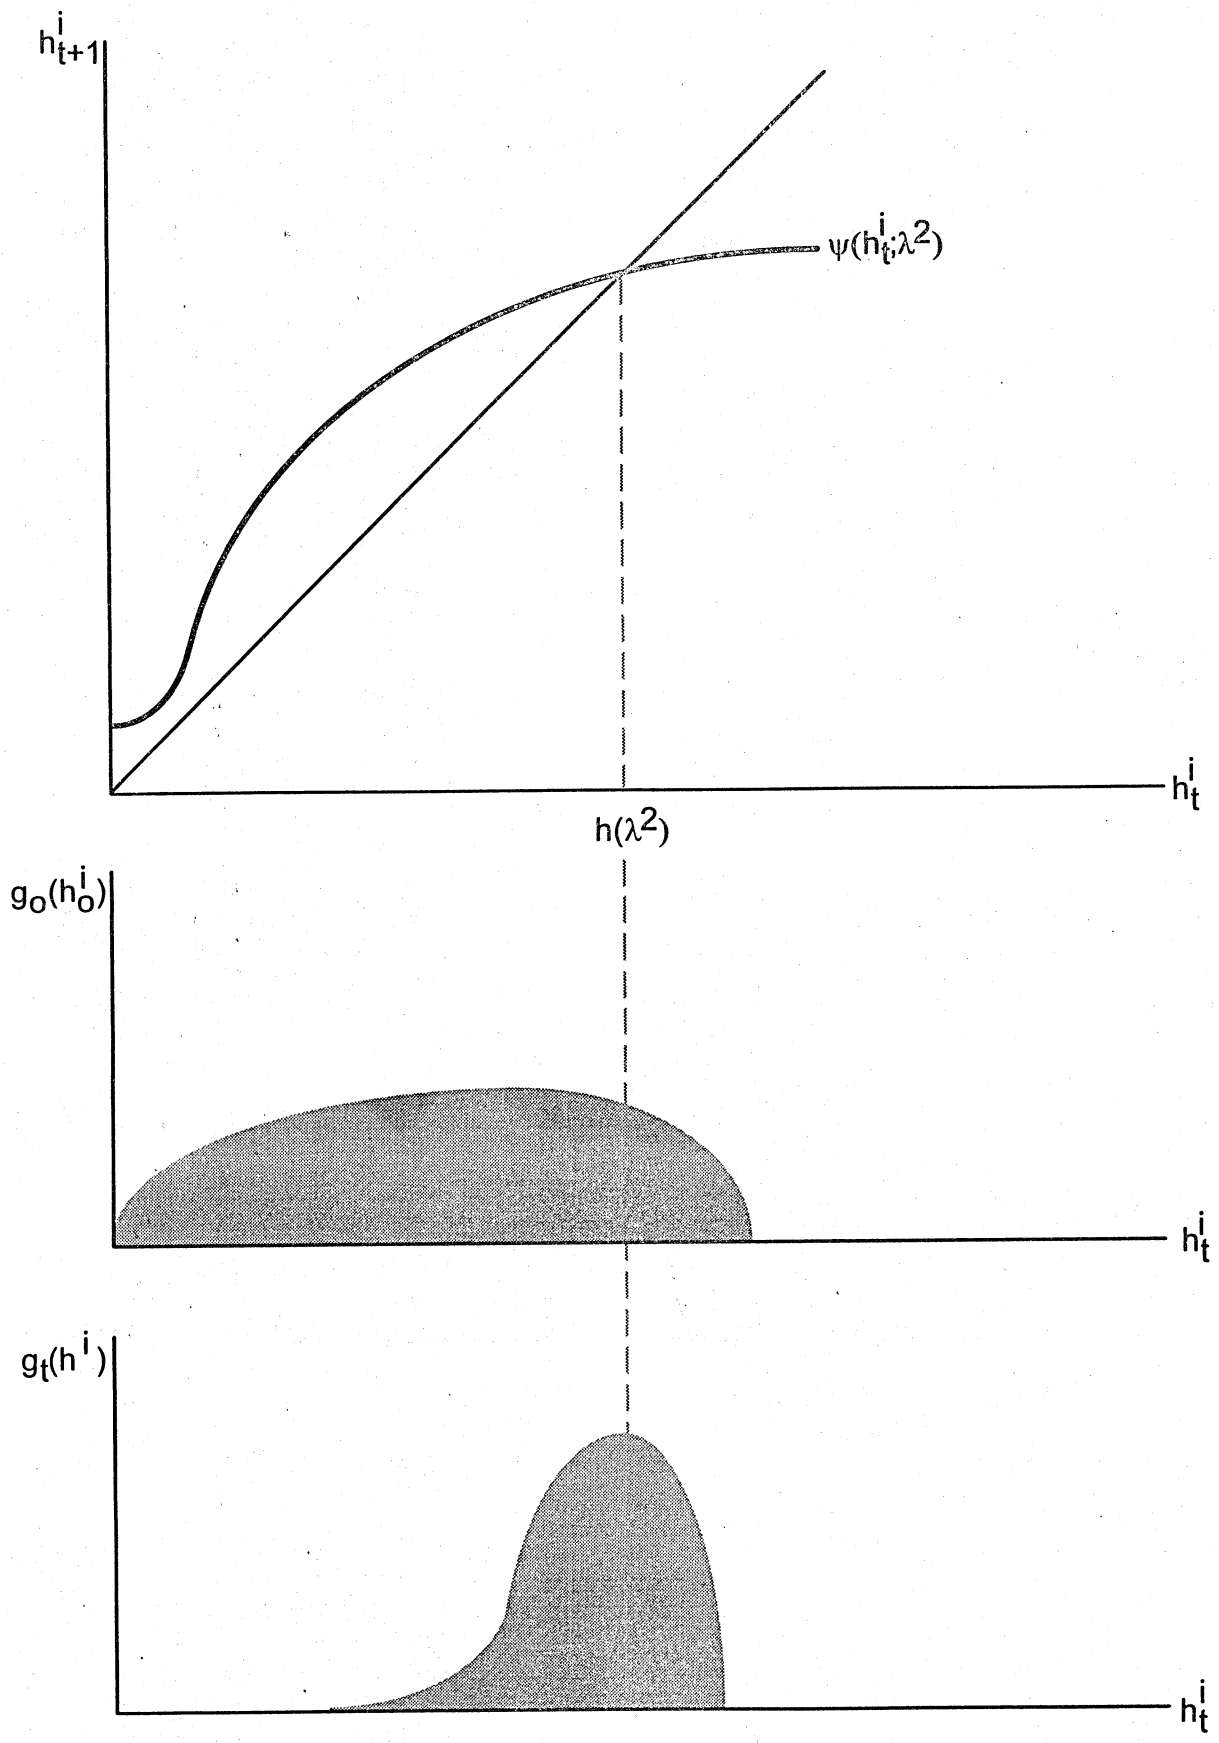 h^i_{t+1}
ψ(h^i_t;λ^2)
h^i_t
h(λ^2)
g_o(h^i_o)
h^i_t
g_t(h^i)
h^i_t